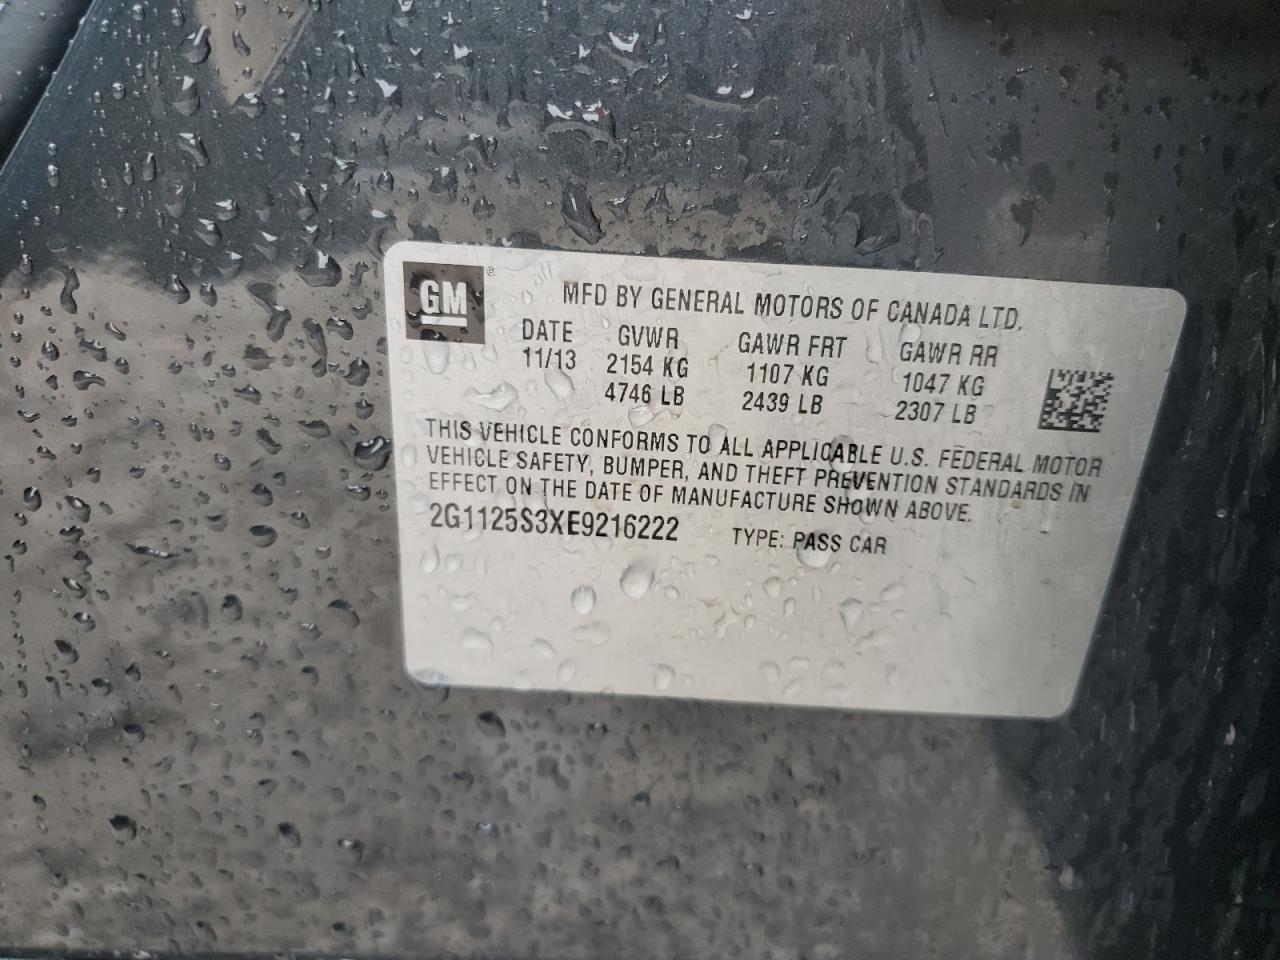 GM ®
MFD BY GENERAL MOTORS OF CANADA LTD.
DATE GVWR GAWR FRT GAWR RR
11/13 2154 KG 1107 KG 1047 KG
4746 LB 2439 LB 2307 LB
THIS VEHICLE CONFORMS TO ALL APPLICABLE U.S. FEDERAL MOTOR
VEHICLE SAFETY, BUMPER, AND THEFT PREVENTION STANDARDS IN
EFFECT ON THE DATE OF MANUFACTURE SHOWN ABOVE.
2G1125S3XE9216222 TYPE: PASS CAR